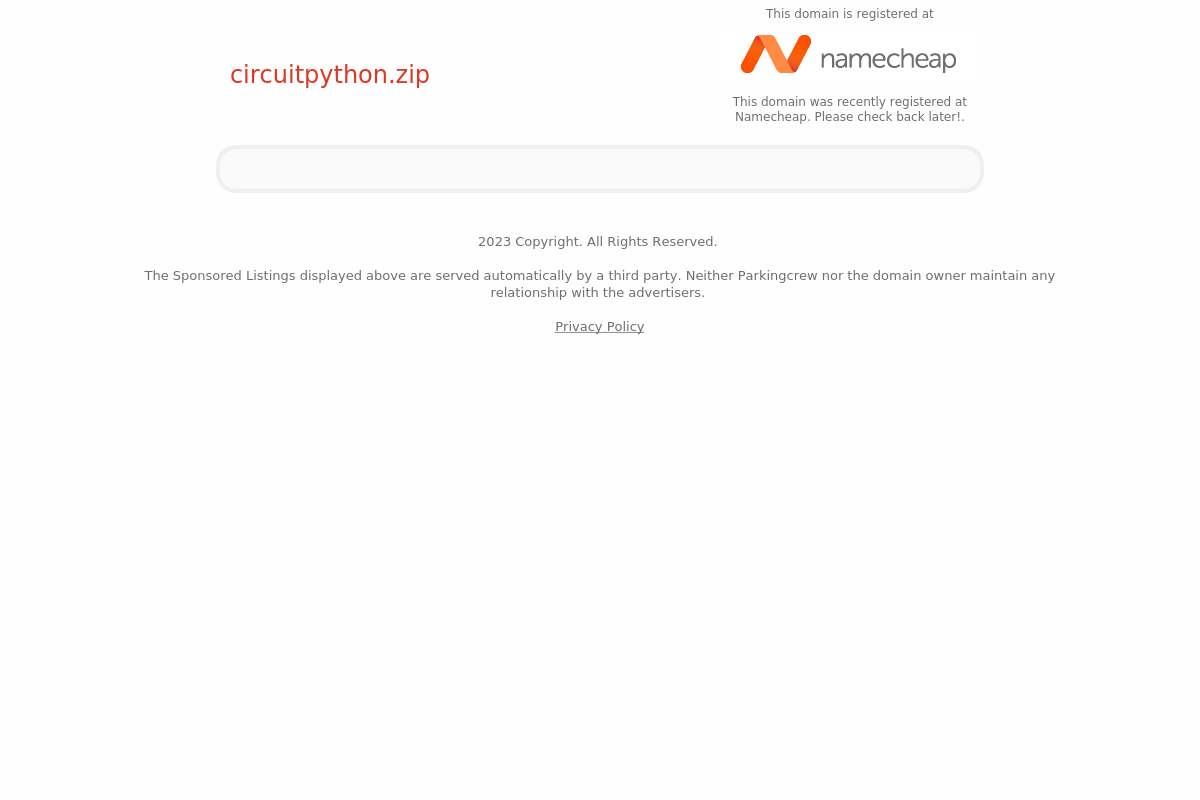 This domain is registered at
namecheap
circuitpython.zip
This domain was recently registered at
Namecheap. Please check back later!.
2023 Copyright. All Rights Reserved.
The Sponsored Listings displayed above are served automatically by a third party. Neither Parkingcrew nor the domain owner maintain any
relationship with the advertisers.
Privacy Policy